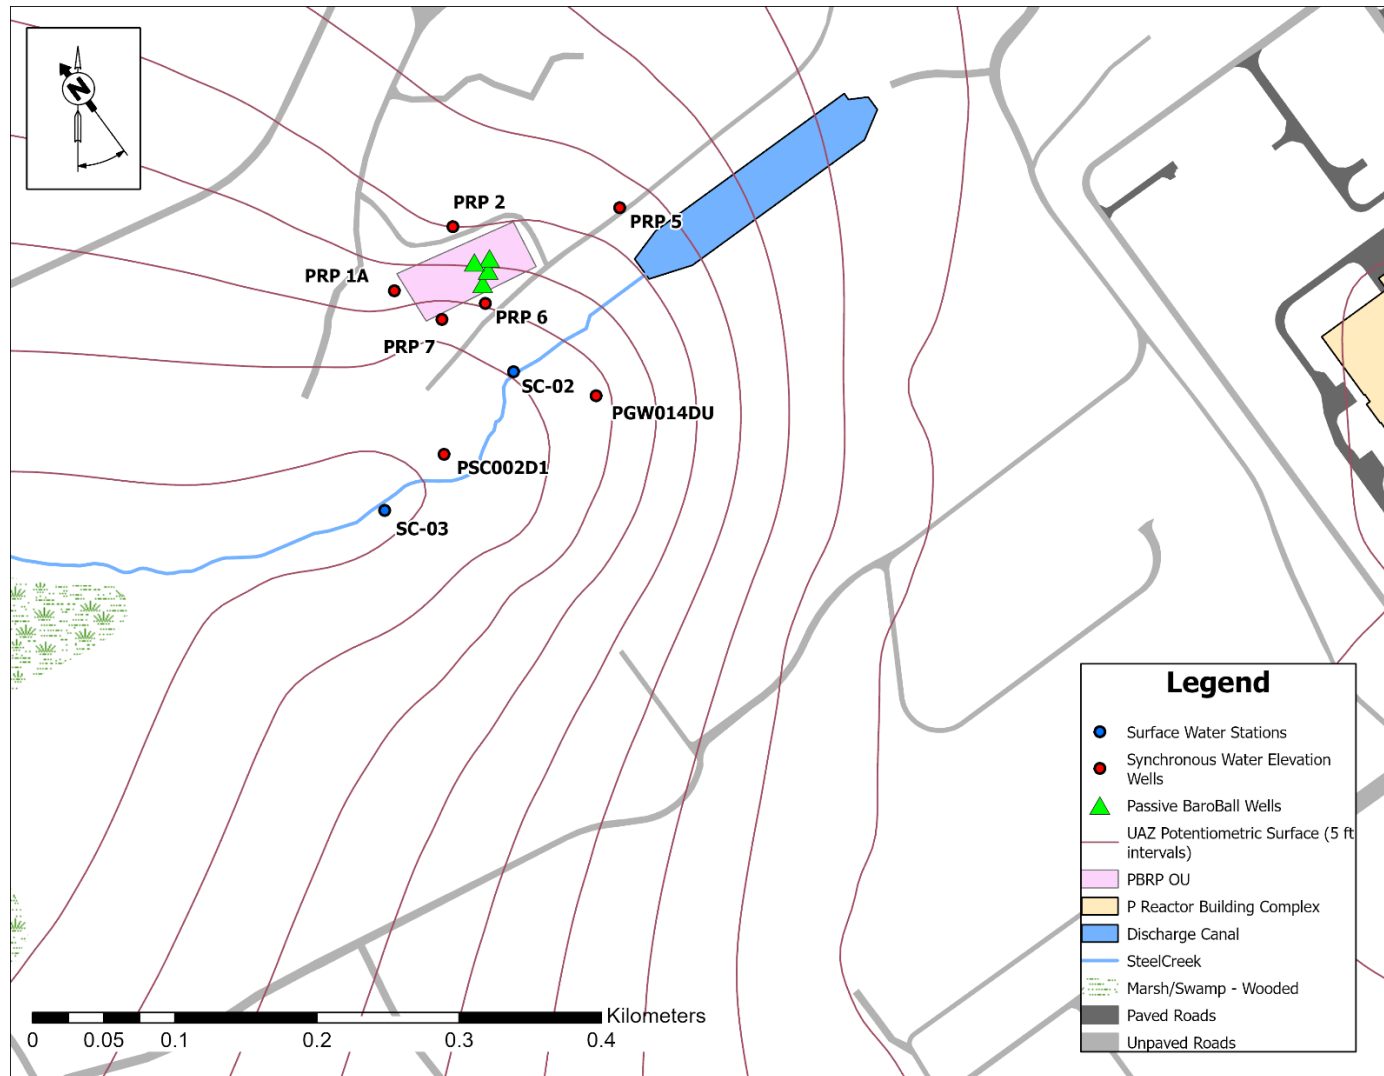 N
PRP 2
PRP 5
PRP 1A
PRP 6
PRP 7
SC-02
PGW014DU
PSC002D1
SC-03
Legend
Surface Water Stations
Synchronous Water Elevation
Wells
Passive BaroBall Wells
UAZ Potentiometric Surface (5 ft
intervals)
PBRP OU
P Reactor Building Complex
Discharge Canal
SteelCreek
Marsh/Swamp - Wooded
Paved Roads
Unpaved Roads
Kilometers
0 0.05 0.1 0.2 0.3 0.4